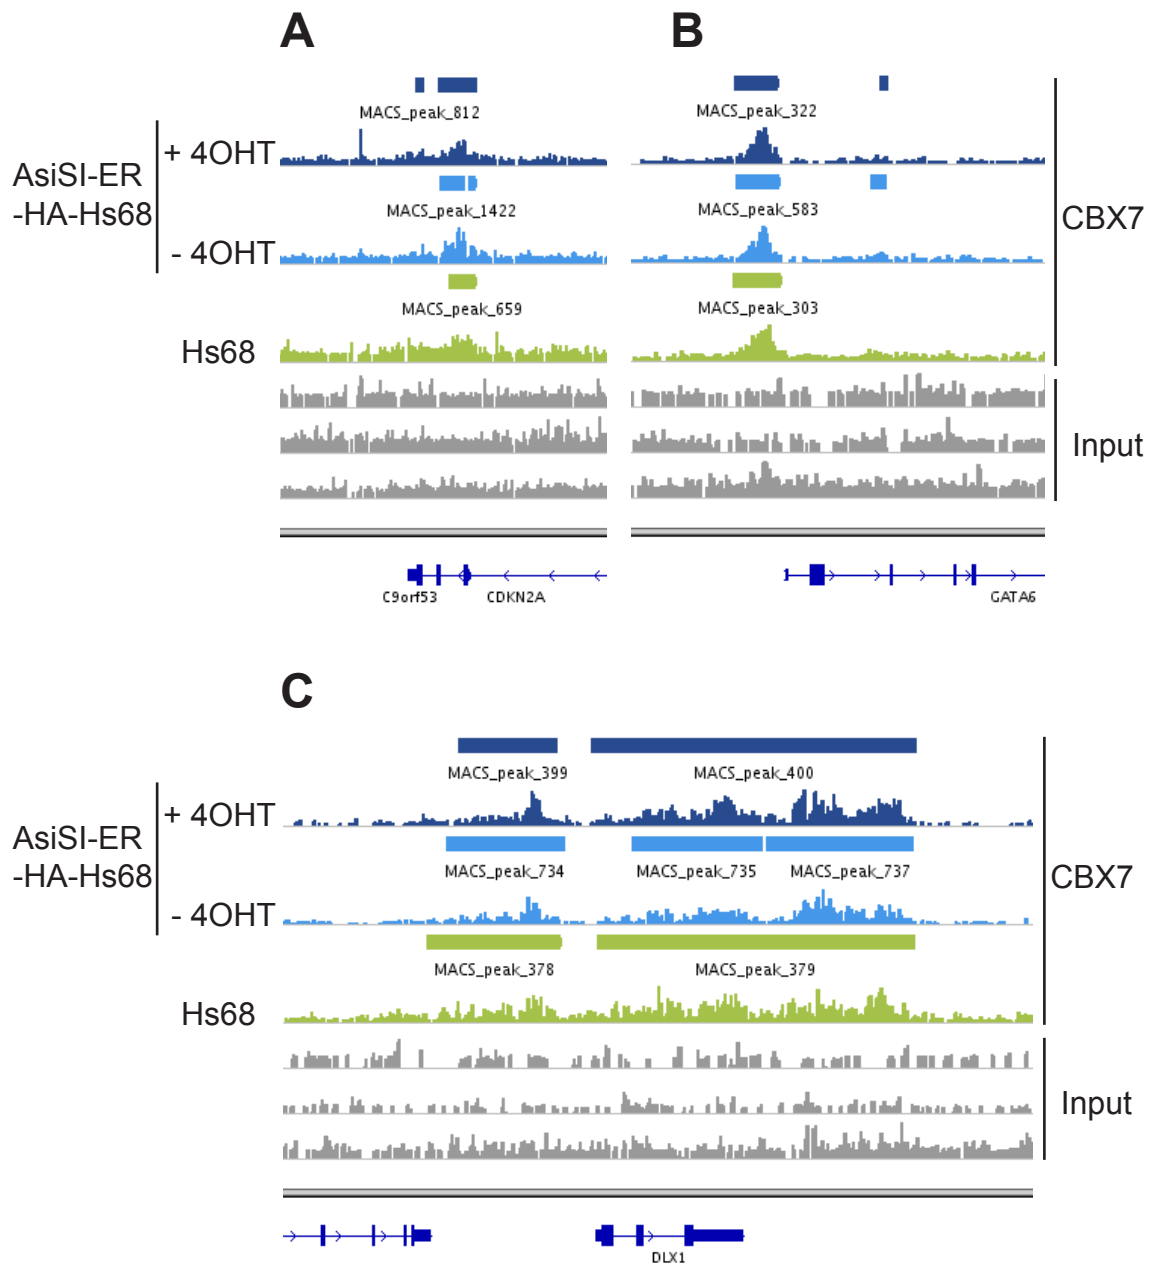 A
B
MACS_peak_812
MACS_peak_322
+ 4OHT
AsiSI-ER
-HA-Hs68
MACS_peak_1422
MACS_peak_583
CBX7
- 4OHT
MACS_peak_659
MACS_peak_303
Hs68
Input
C9orf53
CDKN2A
GATA6
C
MACS_peak_399
MACS_peak_400
+ 4OHT
AsiSI-ER
-HA-Hs68
MACS_peak_734
MACS_peak_735
MACS_peak_737
CBX7
- 4OHT
MACS_peak_378
MACS_peak_379
Hs68
Input
DLX1